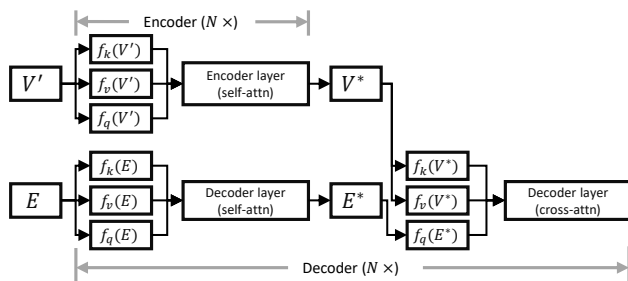 Encoder (N ×)
f_k(V′)
V′
f_v(V′)
Encoder layer
(self-attn)
V*
f_q(V′)
f_k(E)
f_k(V*)
E
f_v(E)
Decoder layer
(self-attn)
E*
f_v(V*)
Decoder layer
(cross-attn)
f_q(E)
f_q(E*)
Decoder (N ×)